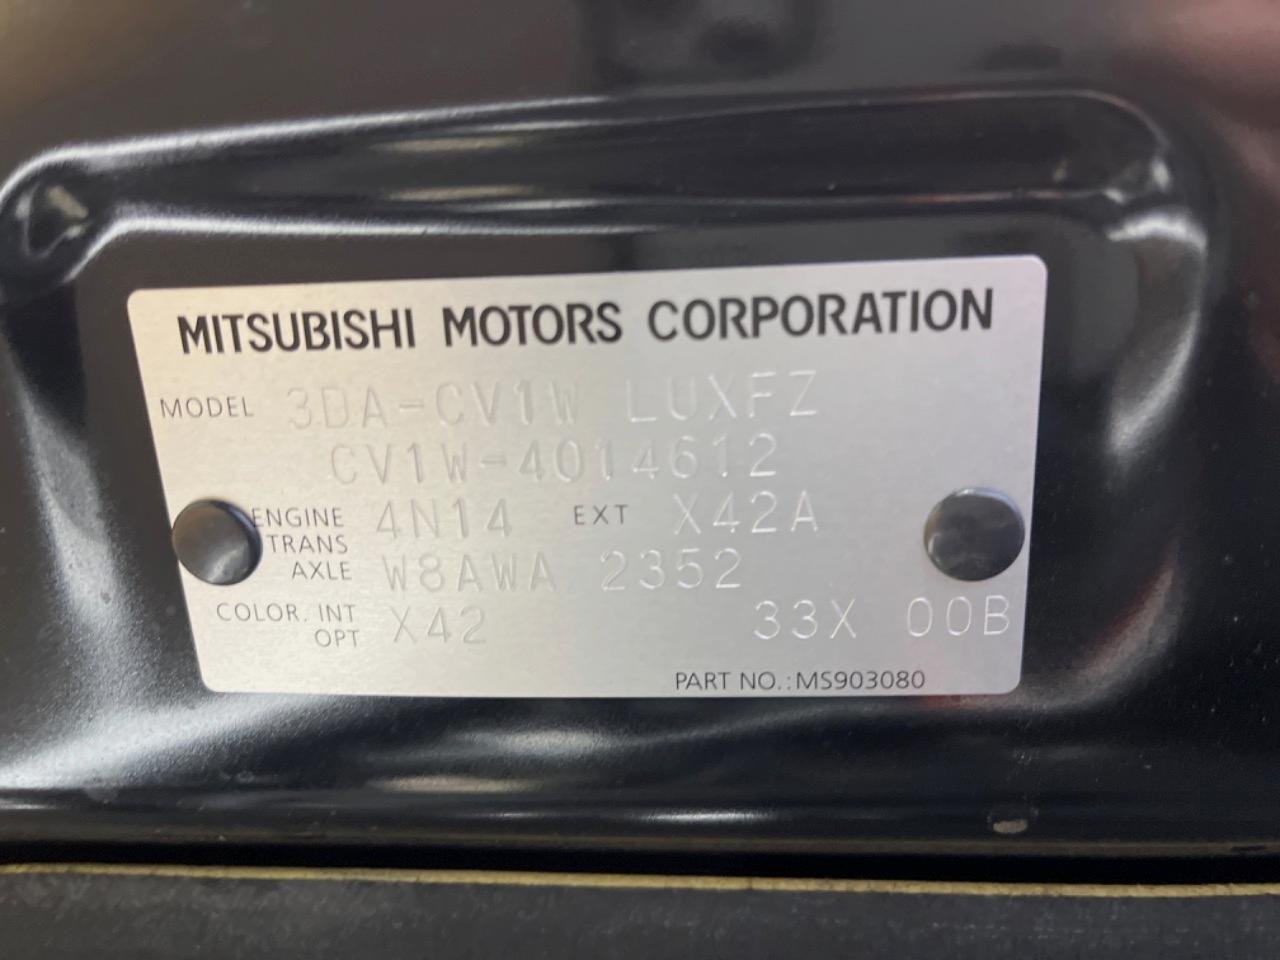 MITSUBISHI MOTORS CORPORATION
MODEL 3DA-CV1W LUXFZ
CV1W-4014612
ENGINE 4N14 EXT X42A
TRANS
AXLE W8AWA 2352
COLOR. INT
OPT X42 33X 00B
PART NO.:MS903080